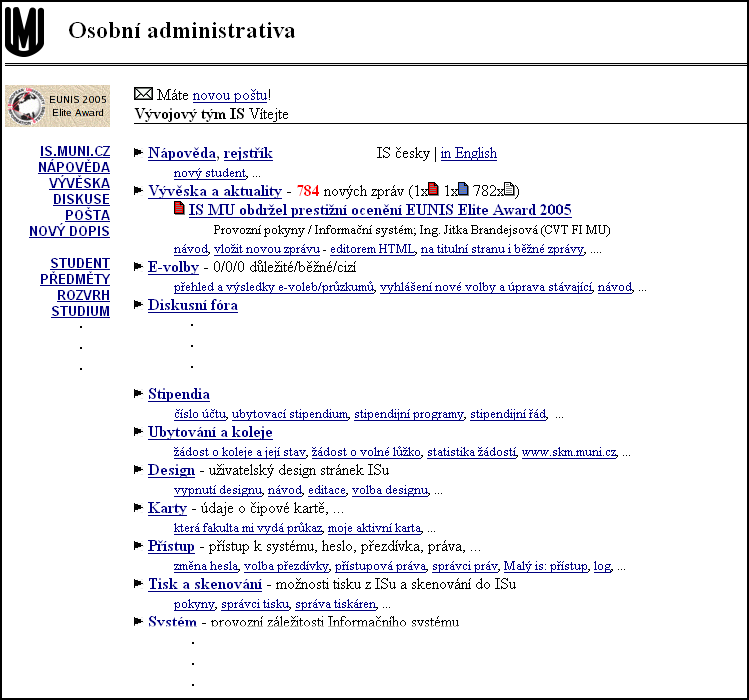 Osobní administrativa
EUNIS 2005
Elite Award
Máte novou poštu!
Vývojový tým IS Vítejte
IS.MUNI.CZ
NÁPOVĚDA
VÝVĚSKA
DISKUSE
POŠTA
NOVÝ DOPIS
STUDENT
PŘEDMĚTY
ROZVRH
STUDIUM
Nápověda, rejstřík IS česky | in English
nový student, ...
Vývěska a aktuality - 784 nových zpráv (1x 1x 782x)
IS MU obdržel prestižní ocenění EUNIS Elite Award 2005
Provozní pokyny / Informační systém; Ing. Jitka Brandejsová (CVT FI MU)
návod, vložit novou zprávu - editorem HTML, na titulní stranu i běžné zprávy, ....
E-volby - 0/0/0 důležité/běžné/cizí
přehled a výsledky e-voleb/průzkumů, vyhlášení nové volby a úprava stávající, návod, ...
Diskusní fóra
Stipendia
číslo účtu, ubytovací stipendium, stipendijní programy, stipendijní řád, ...
Ubytování a koleje
žádost o koleje a její stav, žádost o volné lůžko, statistika žádostí, www.skm.muni.cz, ...
Design - uživatelský design stránek ISu
vypnutí designu, návod, editace, volba designu, ...
Karty - údaje o čipové kartě, ...
která fakulta mi vydá průkaz, moje aktivní karta, ...
Přístup - přístup k systému, heslo, přezdívka, práva, ...
změna hesla, volba přezdívky, přístupová práva, správci práv, Malý is: přístup, log, ...
Tisk a skenování - možnosti tisku z ISu a skenování do ISu
pokyny, správci tisku, správa tiskáren, ...
Systém - provozní záležitosti Informačního systému